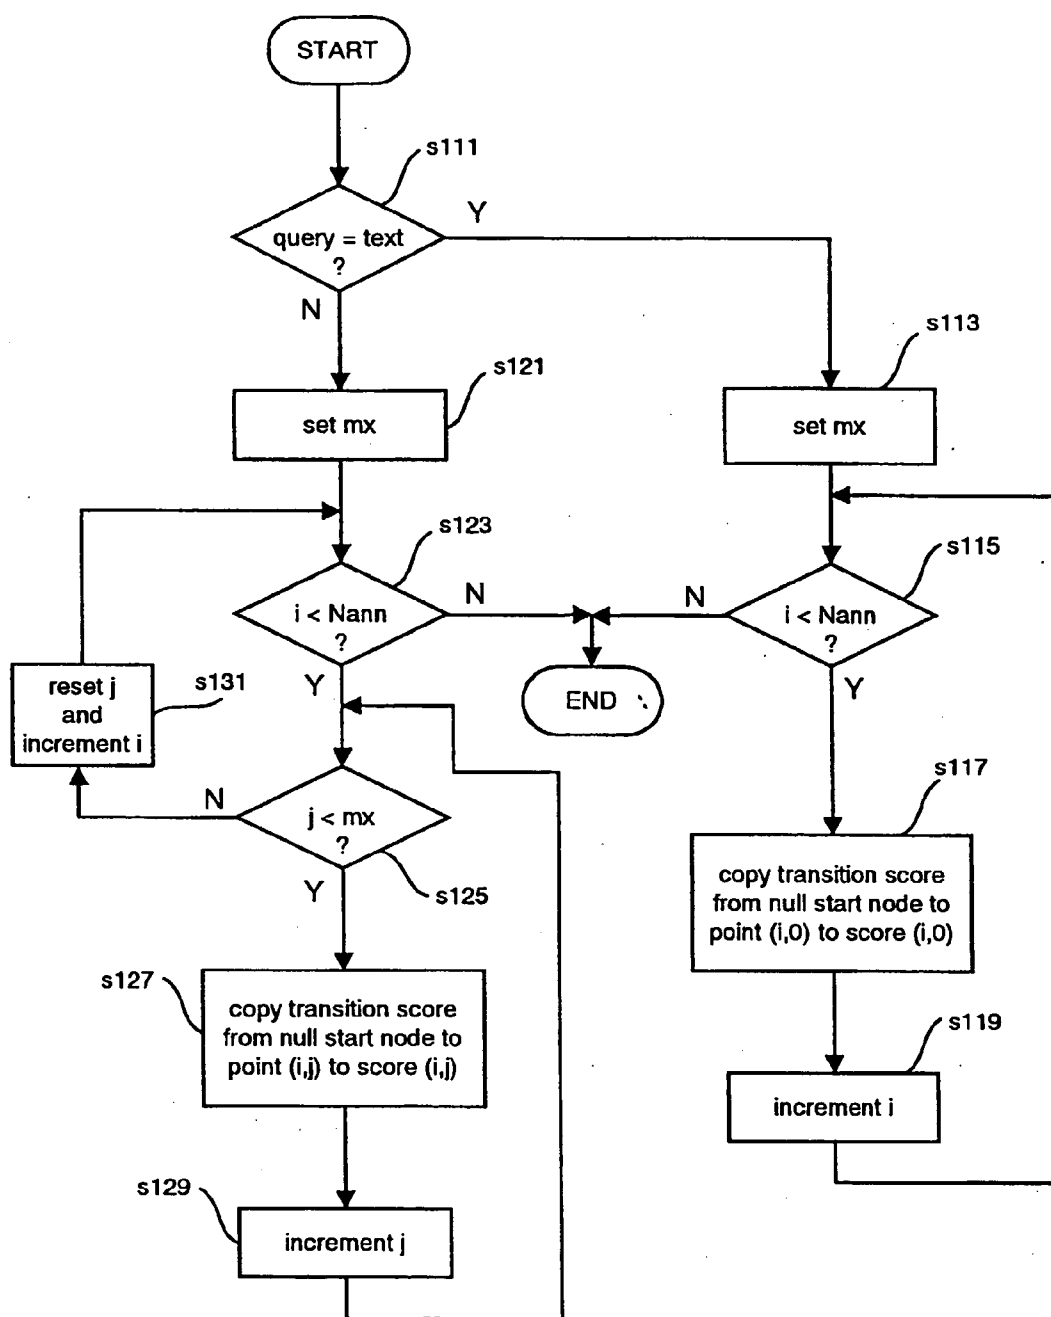 START
s111
query = text
?
Y
N
s113
s121
set mx
set mx
s123
s115
i < Nann
?
N
N
i < Nann
?
reset j
and
increment i
s131
Y
END
Y
s117
N
j < mx
?
Y
s125
copy transition score
from null start node to
point (i,0) to score (i,0)
s127
copy transition score
from null start node to
point (i,j) to score (i,j)
s119
increment i
s129
increment j